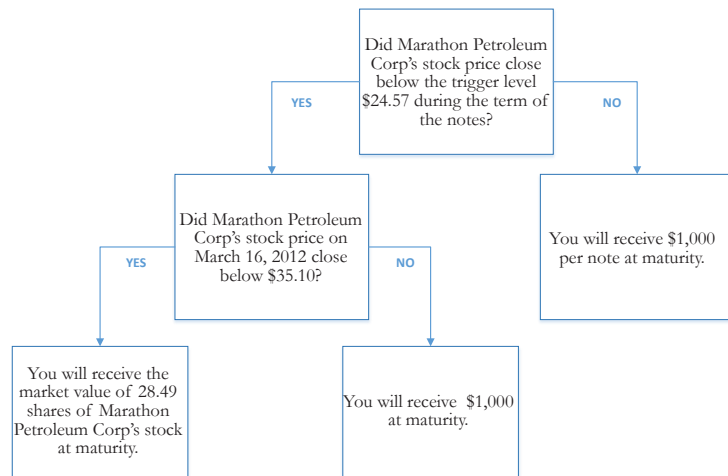 Did Marathon Petroleum
Corp's stock price close
below the trigger level
$24.57 during the term of
the notes?
YES
NO
Did Marathon Petroleum
Corp's stock price on
March 16, 2012 close
below $35.10?
You will receive $1,000
per note at maturity.
YES
NO
You will receive the
market value of 28.49
shares of Marathon
Petroleum Corp's stock
at maturity.
You will receive $1,000
at maturity.